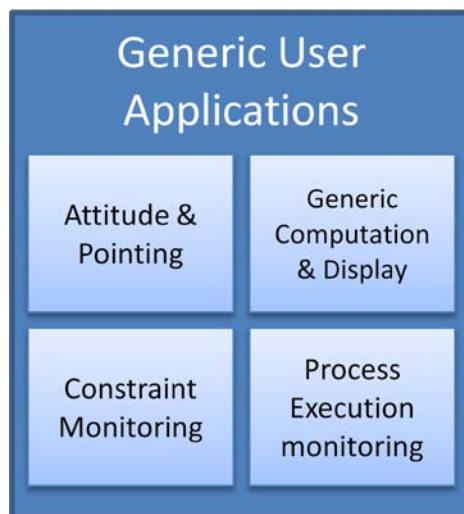 Generic User
Applications
Attitude &
Pointing
Generic
Computation
& Display
Constraint
Monitoring
Process
Execution
monitoring